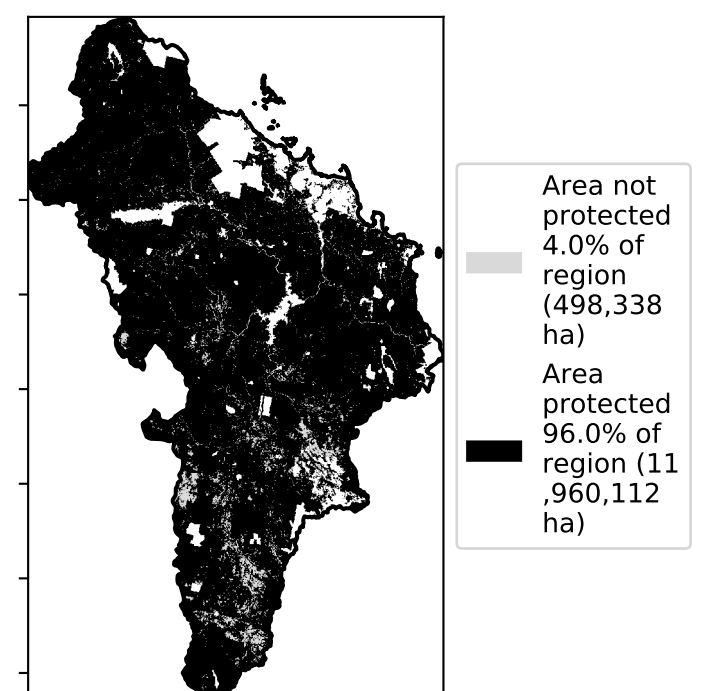 Area not
protected
4.0% of
region
(498,338
ha)
Area
protected
96.0% of
region (11
,960,112
ha)